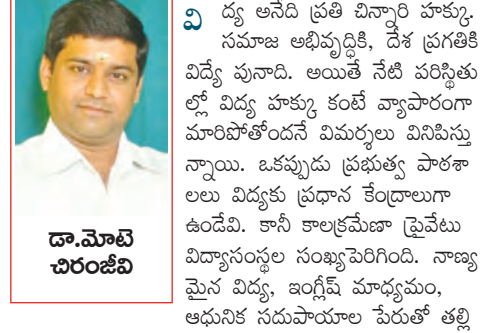 విద్య అనేది ప్రతి చిన్నారి హక్కు.
సమాజ అభివృద్ధికి, దేశ ప్రగతికి
విద్యే పునాది. అయితే నేటి పరిస్థితు
ల్లో విద్య హక్కు కంటే వ్యాపారంగా
మారిపోతోందనే విమర్శలు వినిపిస్తు
న్నాయి. ఒకప్పుడు ప్రభుత్వ పాఠశా
లలు విద్యకు ప్రధాన కేంద్రాలుగా
ఉండేవి. కానీ కాలక్రమేణా ప్రైవేటు
విద్యాసంస్థల సంఖ్యపెరిగింది. నాణ్య
మైన విద్య, ఇంగ్లీష్ మాధ్యమం,
ఆధునిక సదుపాయాల పేరుతో తల్లి
డా.మోటె
చిరంజీవి